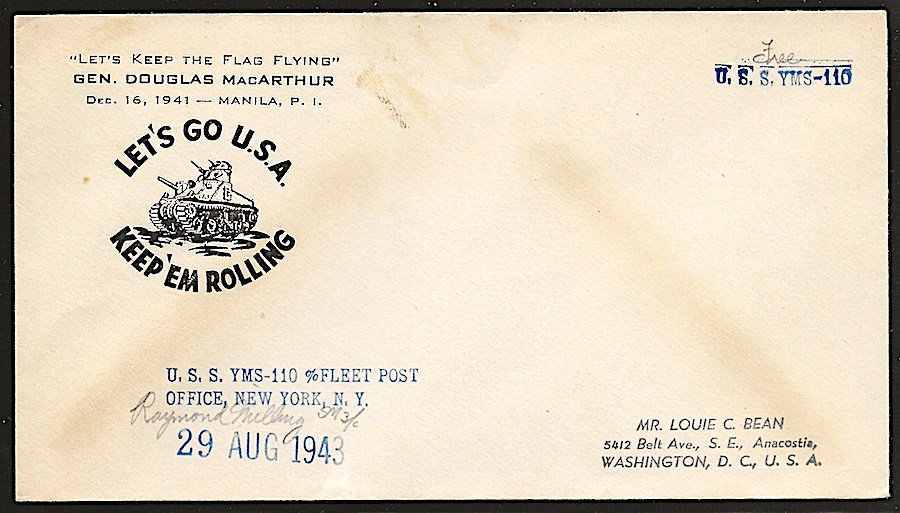 "LET'S KEEP THE FLAG FLYING"
GEN. DOUGLAS MACARTHUR
DEC. 16, 1941 — MANILA, P. I.
LET'S GO U.S.A.
KEEP 'EM ROLLING
Free
U. S. S. YMS-110
U. S. S. YMS-110 % FLEET POST
OFFICE, NEW YORK, N. Y.
Raymond SM 3/c
29 AUG 1943
MR. LOUIE C. BEAN
5412 Belt Ave., S. E., Anacostia,
WASHINGTON, D. C., U. S. A.